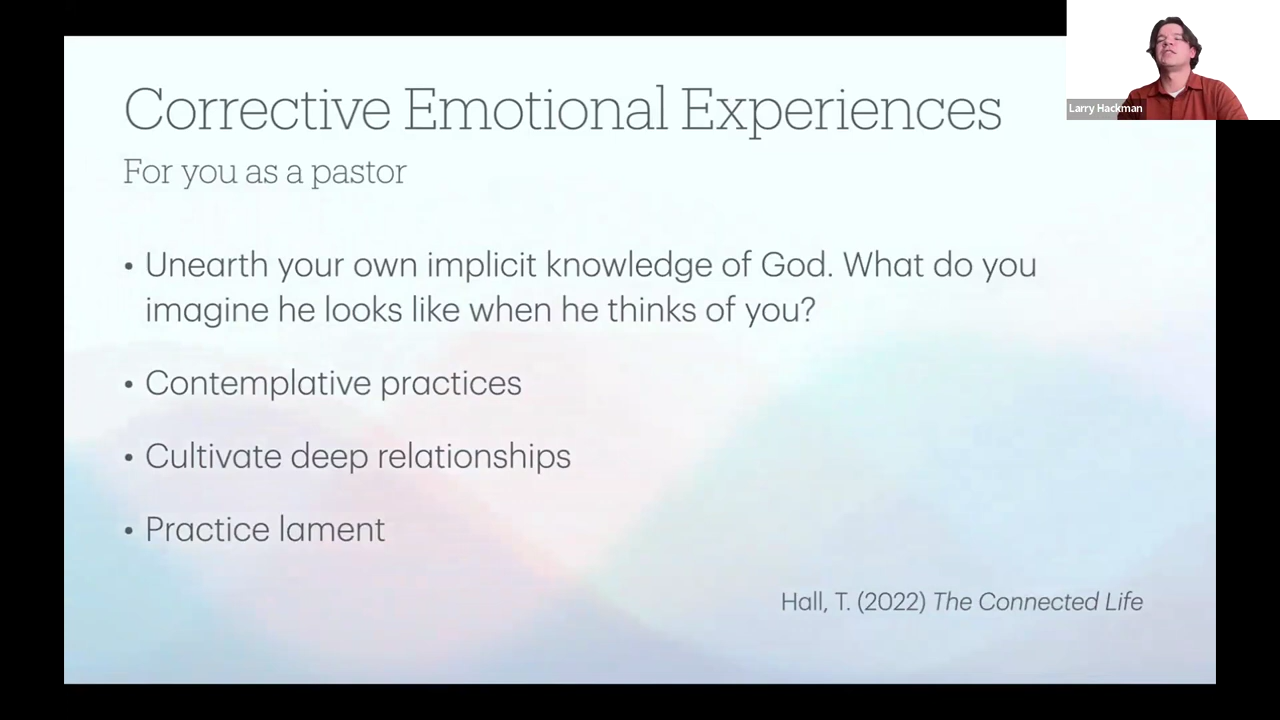 Corrective Emotional Experiences
Larry Hackman
For you as a pastor
• Unearth your own implicit knowledge of God. What do you
imagine he looks like when he thinks of you?
• Contemplative practices
• Cultivate deep relationships
• Practice lament
Hall, T. (2022) The Connected Life